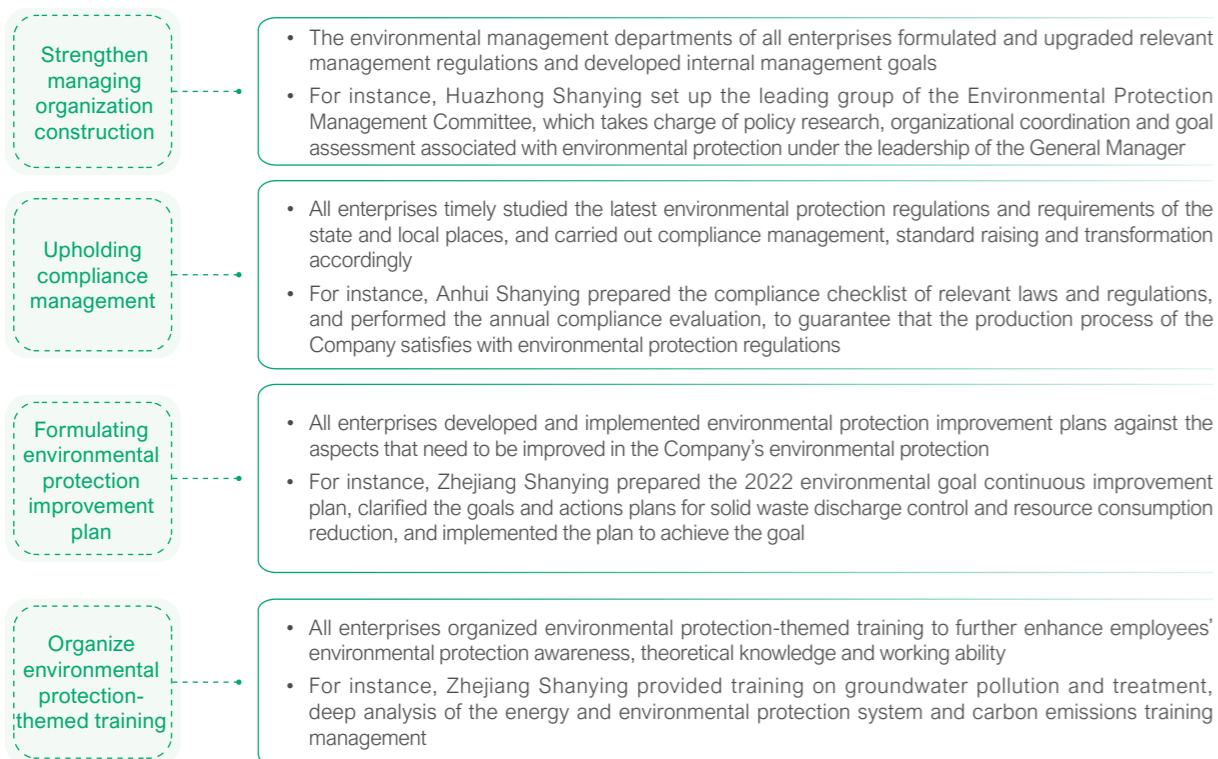 Strengthen
managing
organization
construction
• The environmental management departments of all enterprises formulated and upgraded relevant
management regulations and developed internal management goals
• For instance, Huazhong Shanying set up the leading group of the Environmental Protection
Management Committee, which takes charge of policy research, organizational coordination and goal
assessment associated with environmental protection under the leadership of the General Manager
Upholding
compliance
management
• All enterprises timely studied the latest environmental protection regulations and requirements of the
state and local places, and carried out compliance management, standard raising and transformation
accordingly
• For instance, Anhui Shanying prepared the compliance checklist of relevant laws and regulations,
and performed the annual compliance evaluation, to guarantee that the production process of the
Company satisfies with environmental protection regulations
Formulating
environmental
protection
improvement
plan
• All enterprises developed and implemented environmental protection improvement plans against the
aspects that need to be improved in the Company's environmental protection
• For instance, Zhejiang Shanying prepared the 2022 environmental goal continuous improvement
plan, clarified the goals and actions plans for solid waste discharge control and resource consumption
reduction, and implemented the plan to achieve the goal
Organize
environmental
protection-
themed training
• All enterprises organized environmental protection-themed training to further enhance employees'
environmental protection awareness, theoretical knowledge and working ability
• For instance, Zhejiang Shanying provided training on groundwater pollution and treatment,
deep analysis of the energy and environmental protection system and carbon emissions training
management